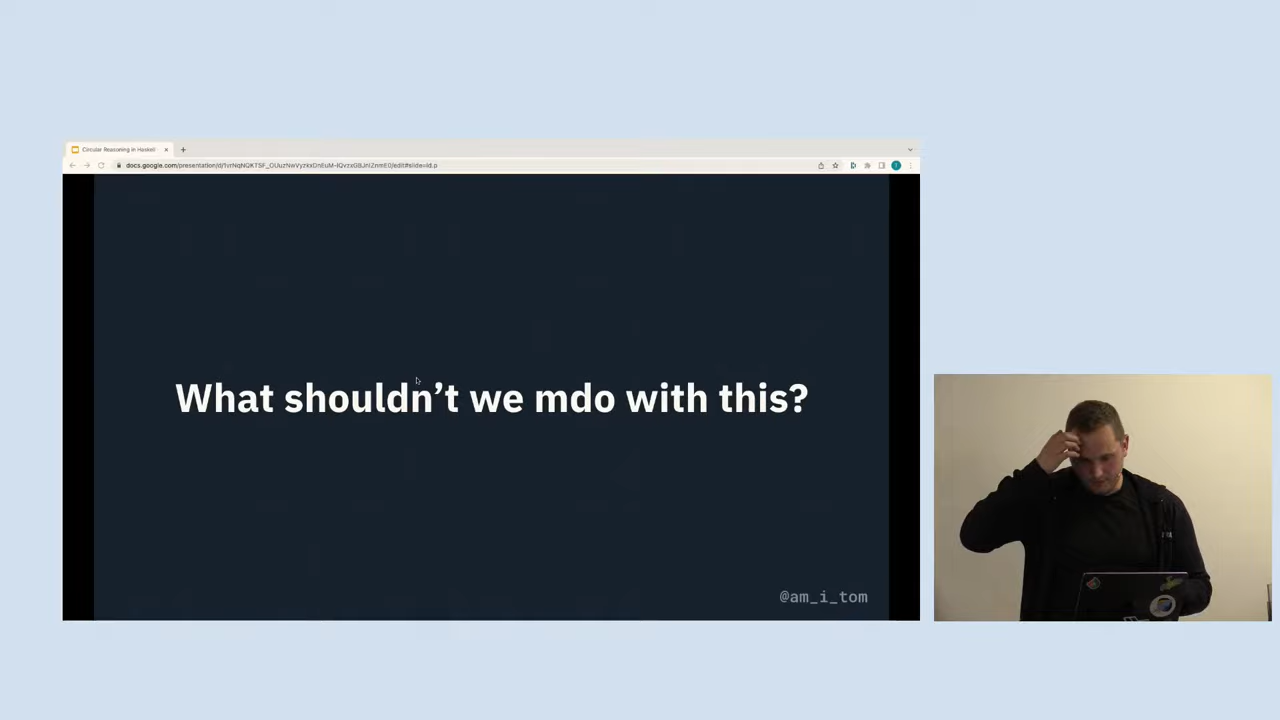 Circular Reasoning in Haskell
What shouldn’t we mdo with this?
@am_i_tom